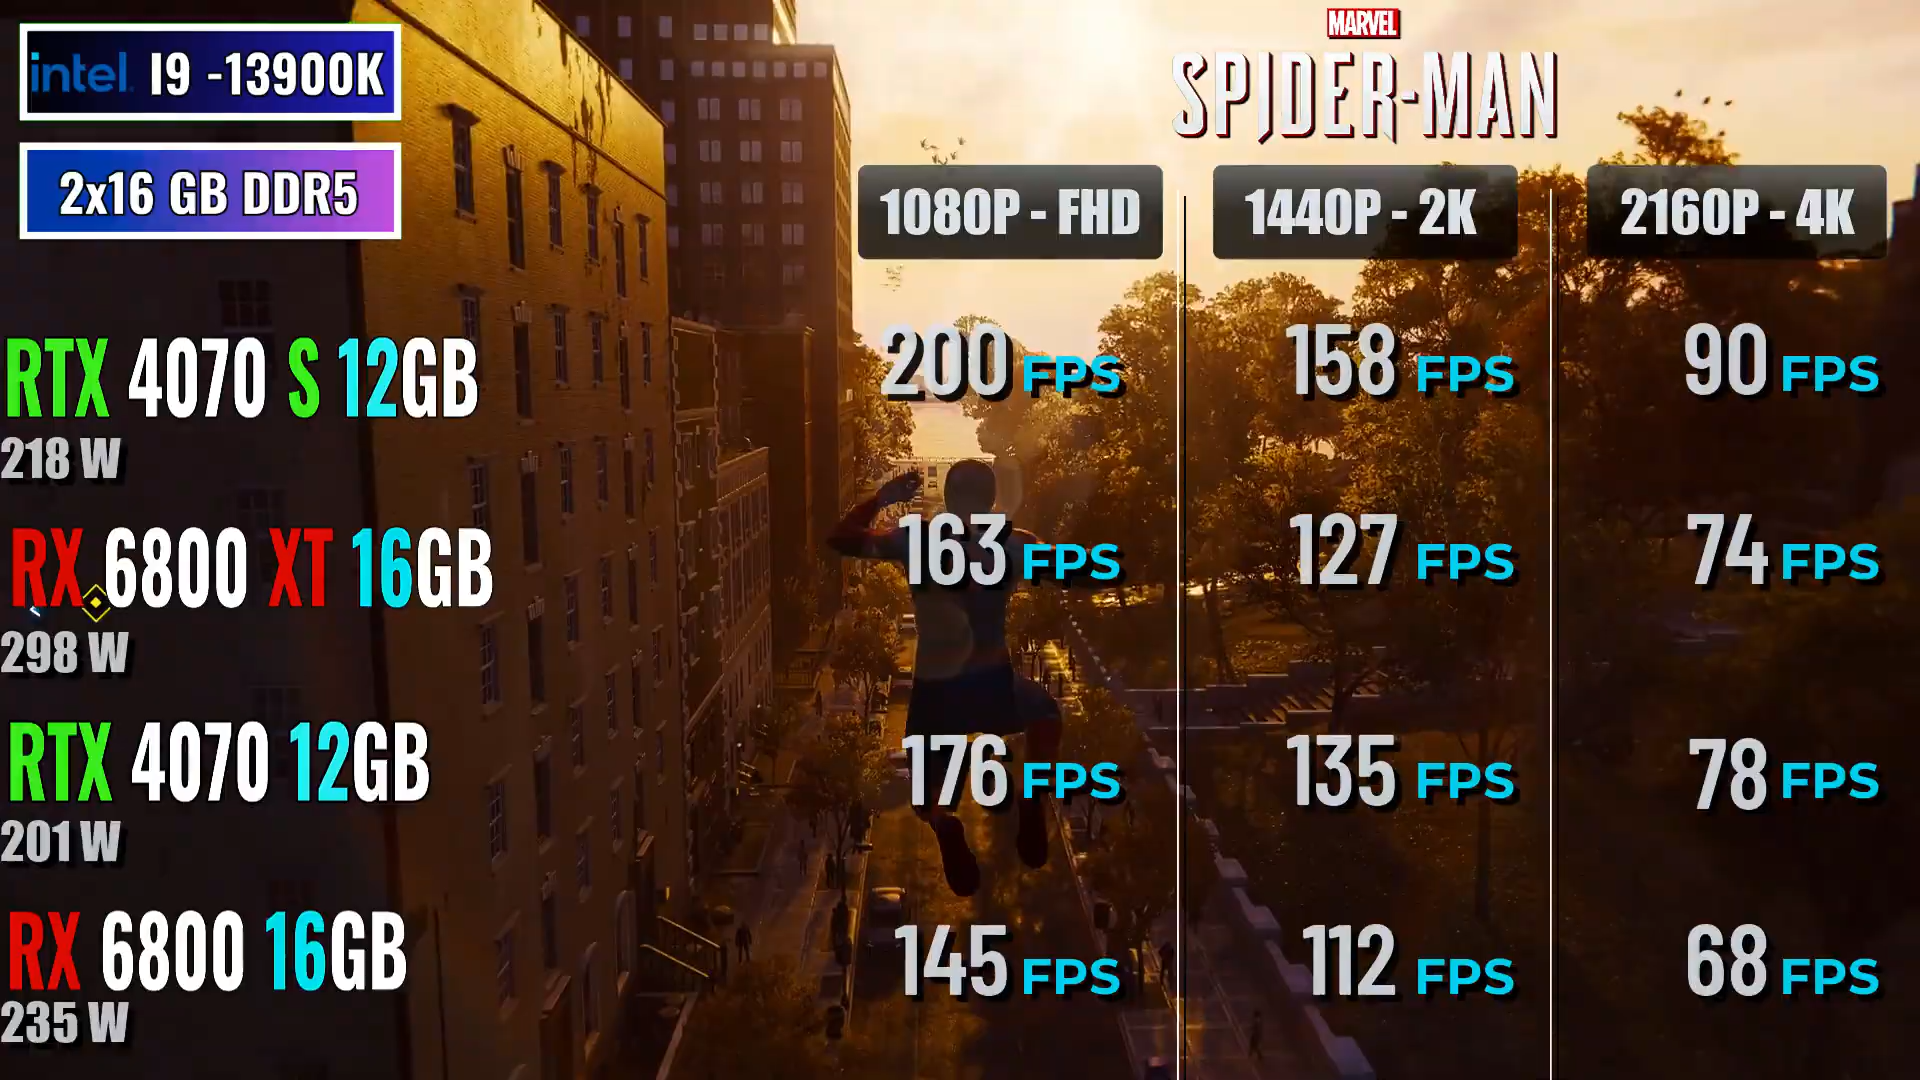 intel. I9 -13900K
2x16 GB DDR5
MARVEL
SPIDER-MAN
1080P - FHD 1440P - 2K 2160P - 4K
RTX 4070 S 12GB 200 FPS 158 FPS 90 FPS
218 W
RX 6800 XT 16GB 163 FPS 127 FPS 74 FPS
298 W
RTX 4070 12GB 176 FPS 135 FPS 78 FPS
201 W
RX 6800 16GB 145 FPS 112 FPS 68 FPS
235 W